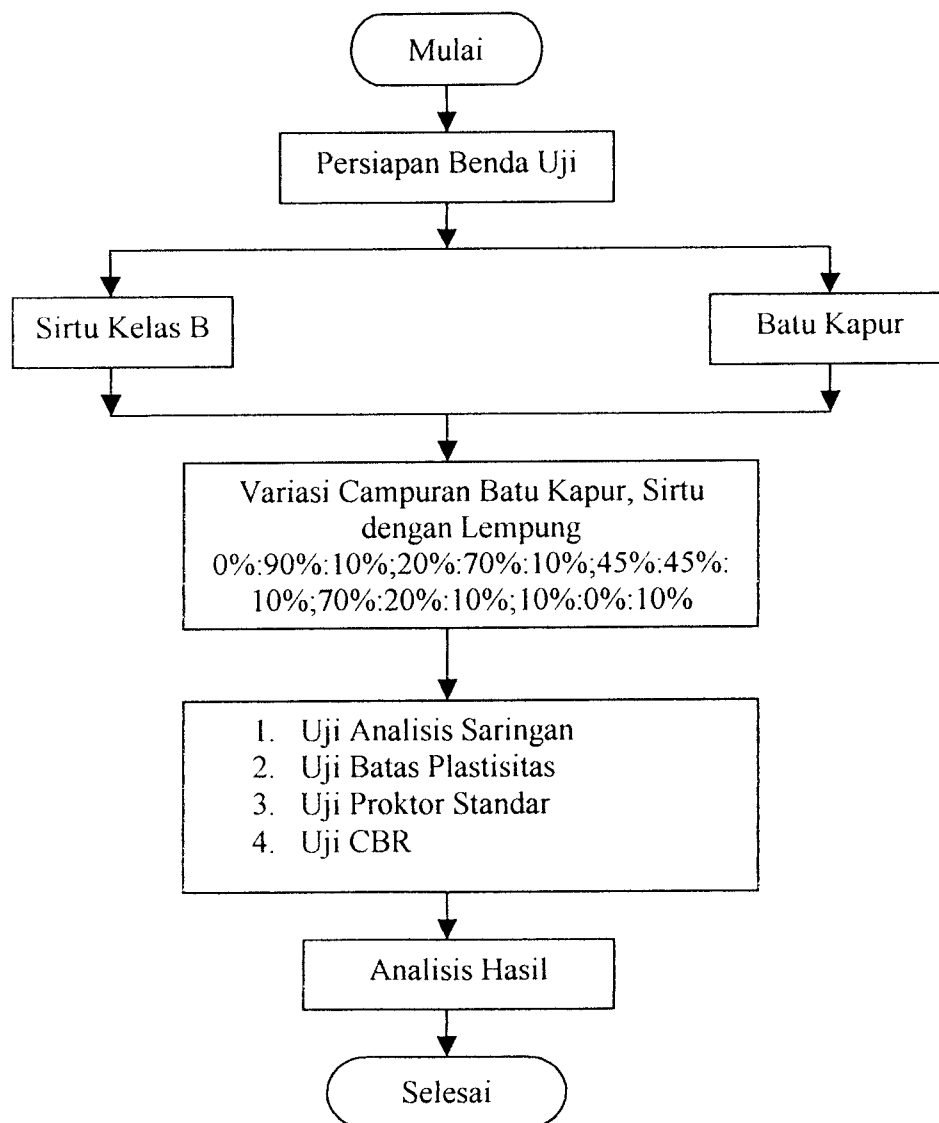 Mulai
Persiapan Benda Uji
Sirtu Kelas B
Batu Kapur
Variasi Campuran Batu Kapur, Sirtu
dengan Lempung
0%:90%:10%;20%:70%:10%;45%:45%:
10%;70%:20%:10%;10%:0%:10%
1. Uji Analisis Saringan
2. Uji Batas Plastisitas
3. Uji Proktor Standar
4. Uji CBR
Analisis Hasil
Selesai